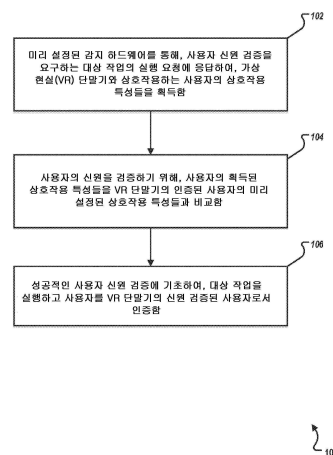 102
미리 설정된 감지 하드웨어를 통해, 사용자 신원 검증을
요구하는 대상 작업의 실행 요청에 응답하여, 가상
현실(VR) 단말기와 상호작용하는 사용자의 상호작용
특성들을 획득함
104
사용자의 신원을 검증하기 위해, 사용자의 획득된
상호작용 특성들을 VR 단말기의 인증된 사용자의 미리
설정된 상호작용 특성들과 비교함
106
성공적인 사용자 신원 검증에 기초하여, 대상 작업을
실행하고 사용자를 VR 단말기의 신원 검증된 사용자로서
인증함